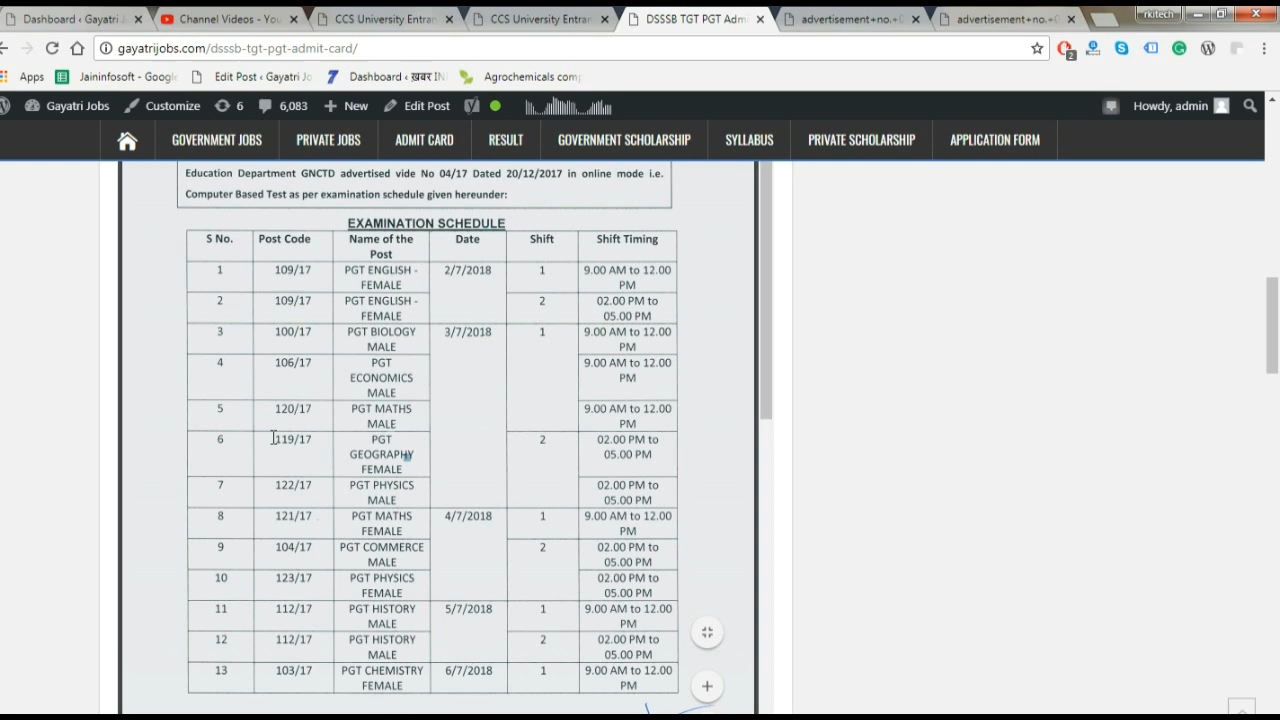 Dashboard ‹ Gayatri J
Channel Videos - You
CCS University Entran
CCS University Entran
DSSSB TGT PGT Adm
advertisement+no.+0
advertisement+no.+0
rkitech
gayatrijobs.com/dsssb-tgt-pgt-admit-card/
2
Apps
Jaininfosoft - Google
Edit Post ‹ Gayatri Jo
Dashboard ‹ ख़बर IN
Agrochemicals comp
Gayatri Jobs
Customize
6
6,083
New
Edit Post
Howdy, admin
GOVERNMENT JOBS
PRIVATE JOBS
ADMIT CARD
RESULT
GOVERNMENT SCHOLARSHIP
SYLLABUS
PRIVATE SCHOLARSHIP
APPLICATION FORM
Education Department GNCTD advertised vide No 04/17 Dated 20/12/2017 in online mode i.e.
Computer Based Test as per examination schedule given hereunder:
EXAMINATION SCHEDULE
S No. Post Code Name of the Post Date Shift Shift Timing
1 109/17 PGT ENGLISH - FEMALE 2/7/2018 1 9.00 AM to 12.00 PM
2 109/17 PGT ENGLISH - FEMALE 2 02.00 PM to 05.00 PM
3 100/17 PGT BIOLOGY MALE 3/7/2018 1 9.00 AM to 12.00 PM
4 106/17 PGT ECONOMICS MALE 9.00 AM to 12.00 PM
5 120/17 PGT MATHS MALE 9.00 AM to 12.00 PM
6 119/17 PGT GEOGRAPHY FEMALE 2 02.00 PM to 05.00 PM
7 122/17 PGT PHYSICS MALE 02.00 PM to 05.00 PM
8 121/17 PGT MATHS FEMALE 4/7/2018 1 9.00 AM to 12.00 PM
9 104/17 PGT COMMERCE MALE 2 02.00 PM to 05.00 PM
10 123/17 PGT PHYSICS FEMALE 02.00 PM to 05.00 PM
11 112/17 PGT HISTORY MALE 5/7/2018 1 9.00 AM to 12.00 PM
12 112/17 PGT HISTORY MALE 2 02.00 PM to 05.00 PM
13 103/17 PGT CHEMISTRY FEMALE 6/7/2018 1 9.00 AM to 12.00 PM